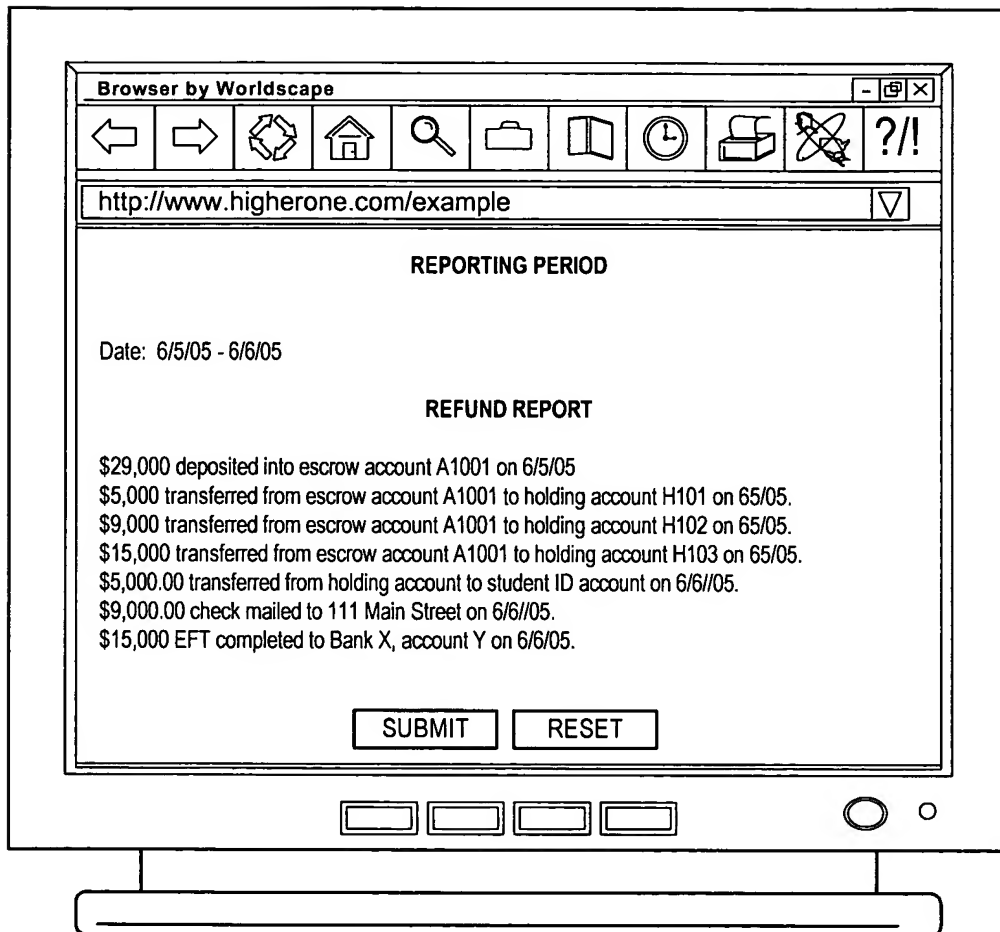 Browser by Worldscape
?/!
http://www.higherone.com/example
REPORTING PERIOD
Date: 6/5/05 - 6/6/05
REFUND REPORT
$29,000 deposited into escrow account A1001 on 6/5/05
$5,000 transferred from escrow account A1001 to holding account H101 on 65/05.
$9,000 transferred from escrow account A1001 to holding account H102 on 65/05.
$15,000 transferred from escrow account A1001 to holding account H103 on 65/05.
$5,000.00 transferred from holding account to student ID account on 6/6//05.
$9,000.00 check mailed to 111 Main Street on 6/6//05.
$15,000 EFT completed to Bank X, account Y on 6/6/05.
SUBMIT RESET